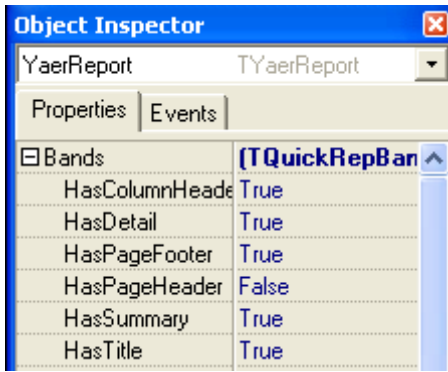 Object Inspector
YaerReport TYaerReport
Properties Events
Bands (TQuickRepBan
HasColumnHeade True
HasDetail True
HasPageFooter True
HasPageHeader False
HasSummary True
HasTitle True